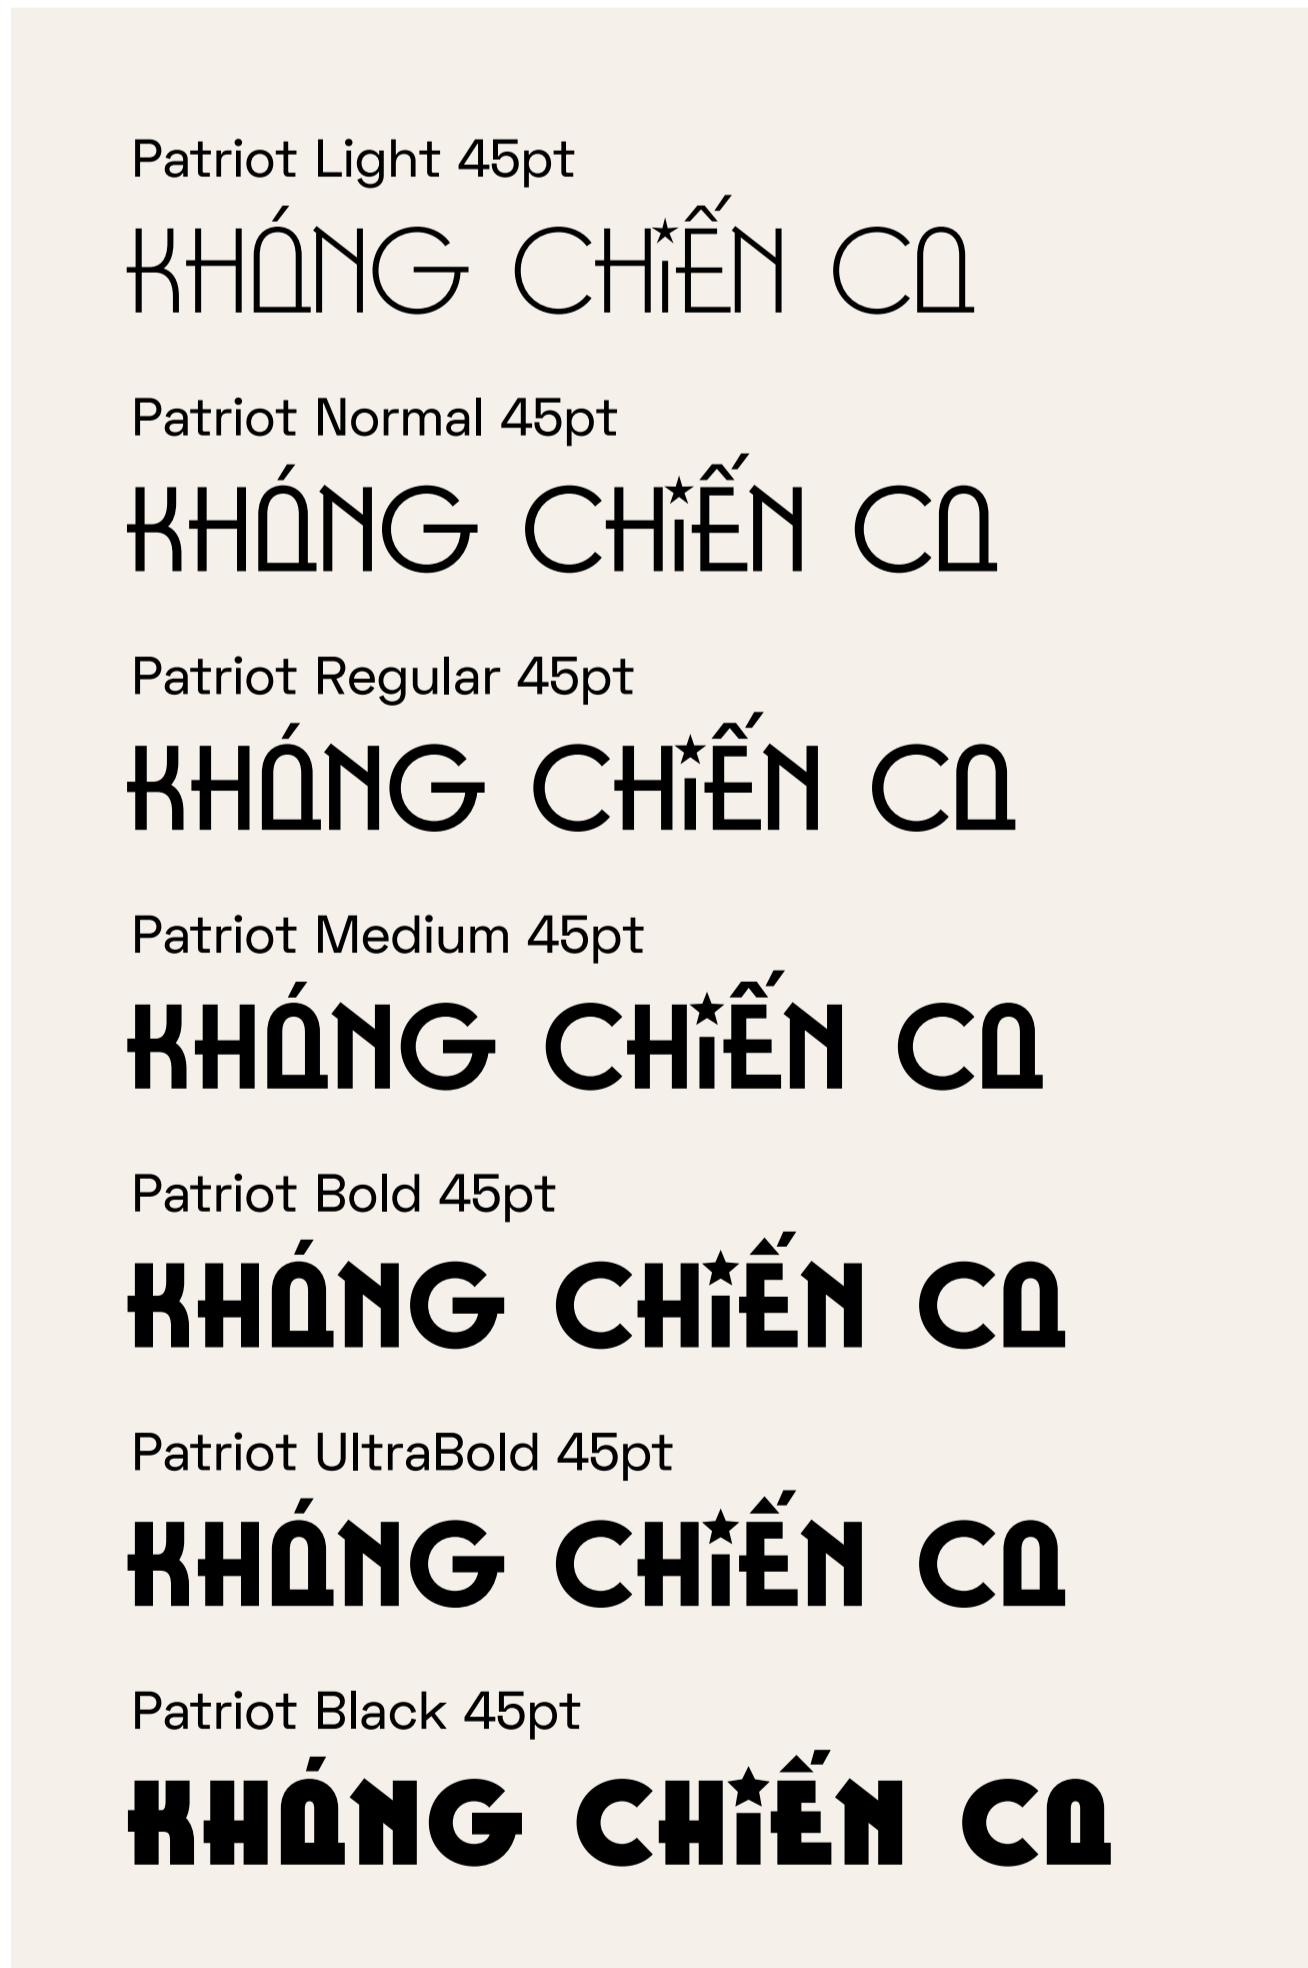 Patriot Light 45pt
KHÁNG CHiẾN CA
Patriot Normal 45pt
KHÁNG CHiẾN CA
Patriot Regular 45pt
KHÁNG CHiẾN CA
Patriot Medium 45pt
KHÁNG CHiẾN CA
Patriot Bold 45pt
KHÁNG CHiẾN CA
Patriot UltraBold 45pt
KHÁNG CHiẾN CA
Patriot Black 45pt
KHÁNG CHiẾN CA